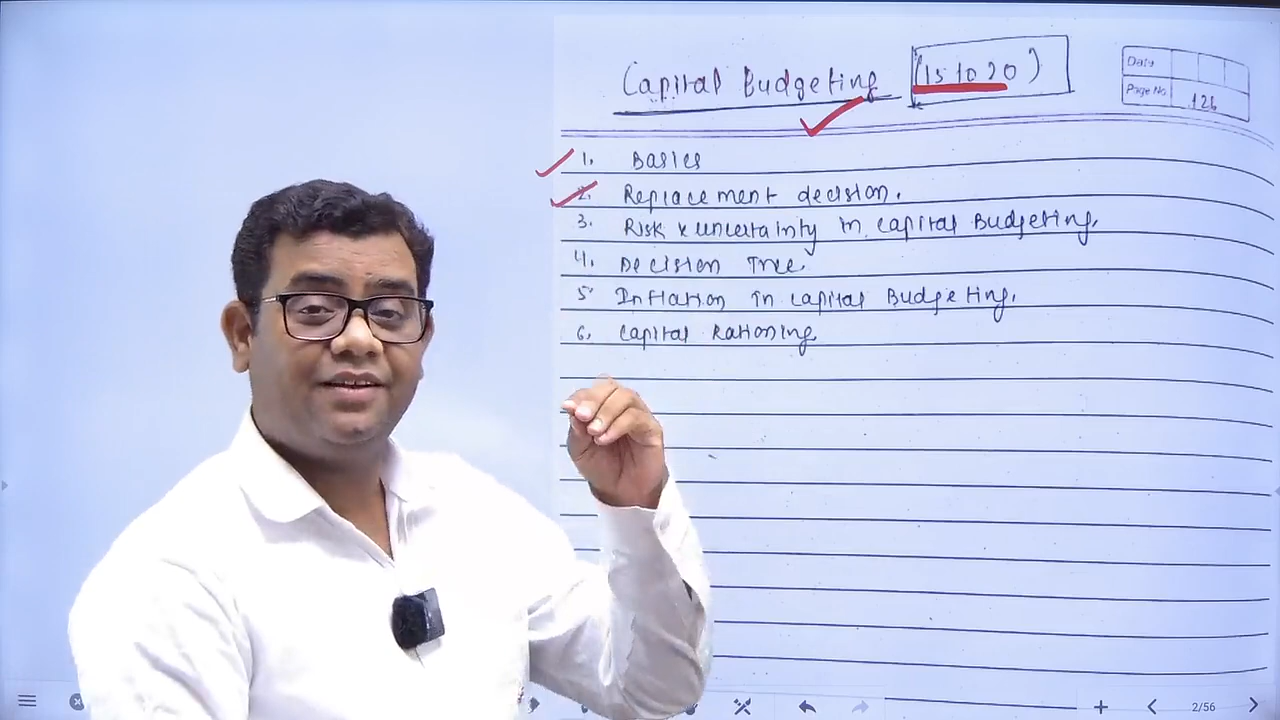 Capital Budgeting (15 to 20)
Date
Page No. 126
1. Basics
2. Replacement decision.
3. Risk & uncertainty in capital Budgeting.
4. Decision Tree
5 Inflation in capital Budgeting.
6. Capital Rationing
2/56